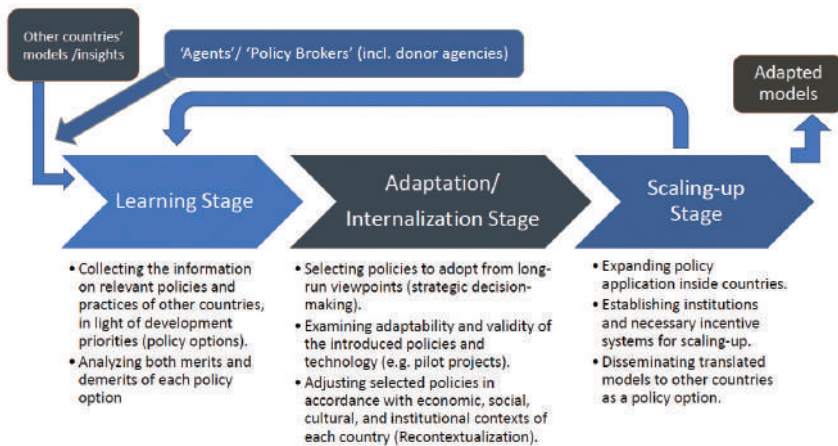 Other countries'
models /insights
'Agents'/ 'Policy Brokers' (incl. donor agencies)
Adapted
models
Learning Stage
Adaptation/
Internalization Stage
Scaling-up
Stage
• Collecting the information
on relevant policies and
practices of other countries,
in light of development
priorities (policy options).
• Analyzing both merits and
demerits of each policy
option
• Selecting policies to adopt from long-
run viewpoints (strategic decision-
making).
• Examining adaptability and validity of
the introduced policies and
technology (e.g. pilot projects).
• Adjusting selected policies in
accordance with economic, social,
cultural, and institutional contexts of
each country (Recontextualization).
• Expanding policy
application inside countries.
• Establishing institutions
and necessary incentive
systems for scaling-up.
• Disseminating translated
models to other countries
as a policy option.